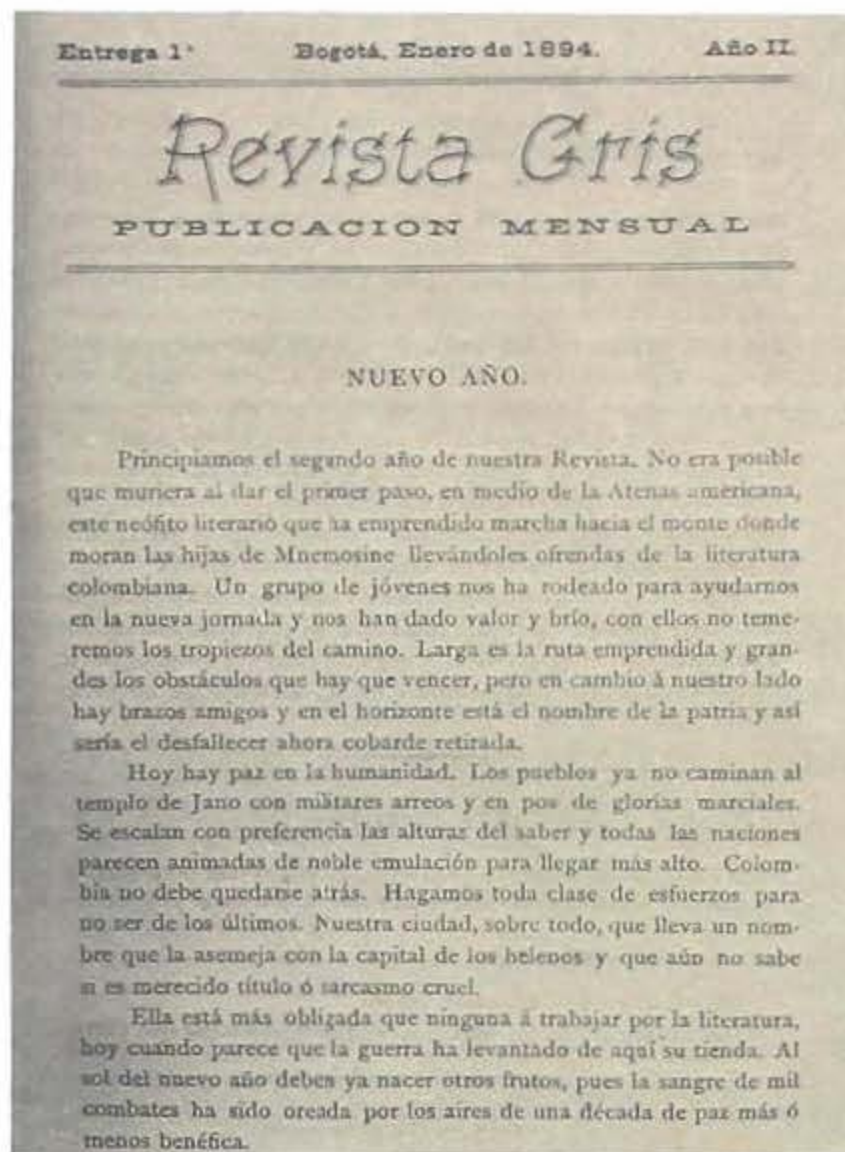 Entrega 1ª Bogotá, Enero de 1894. Año II.
Revista Gris
PUBLICACION MENSUAL
NUEVO AÑO.
Principiamos el segundo año de nuestra Revista. No era posible
que muriera al dar el primer paso, en medio de la Atenas americana,
este neófito literario que ha emprendido marcha hacia el monte donde
moran las hijas de Mnemosine llevándoles ofrendas de la literatura
colombiana. Un grupo de jóvenes nos ha rodeado para ayudarnos
en la nueva jornada y nos han dado valor y brío, con ellos no teme-
remos los tropiezos del camino. Larga es la ruta emprendida y gran-
des los obstáculos que hay que vencer, pero en cambio á nuestro lado
hay brazos amigos y en el horizonte está el nombre de la patria y así
sería el desfallecer ahora cobarde retirada.
Hoy hay paz en la humanidad. Los pueblos ya no caminan al
templo de Jano con militares arreos y en pos de glorias marciales.
Se escalan con preferencia las alturas del saber y todas las naciones
parecen animadas de noble emulación para llegar más alto. Colom-
bia no debe quedarse atrás. Hagamos toda clase de esfuerzos para
no ser de los últimos. Nuestra ciudad, sobre todo, que lleva un nom-
bre que la asemeja con la capital de los helenos y que aún no sabe
si es merecido título ó sarcasmo cruel.
Ella está más obligada que ninguna á trabajar por la literatura,
hoy cuando parece que la guerra ha levantado de aquí su tienda. Al
sol del nuevo año debes ya nacer otros frutos, pues la sangre de mil
combates ha sido oreada por los aires de una década de paz más ó
menos benéfica.